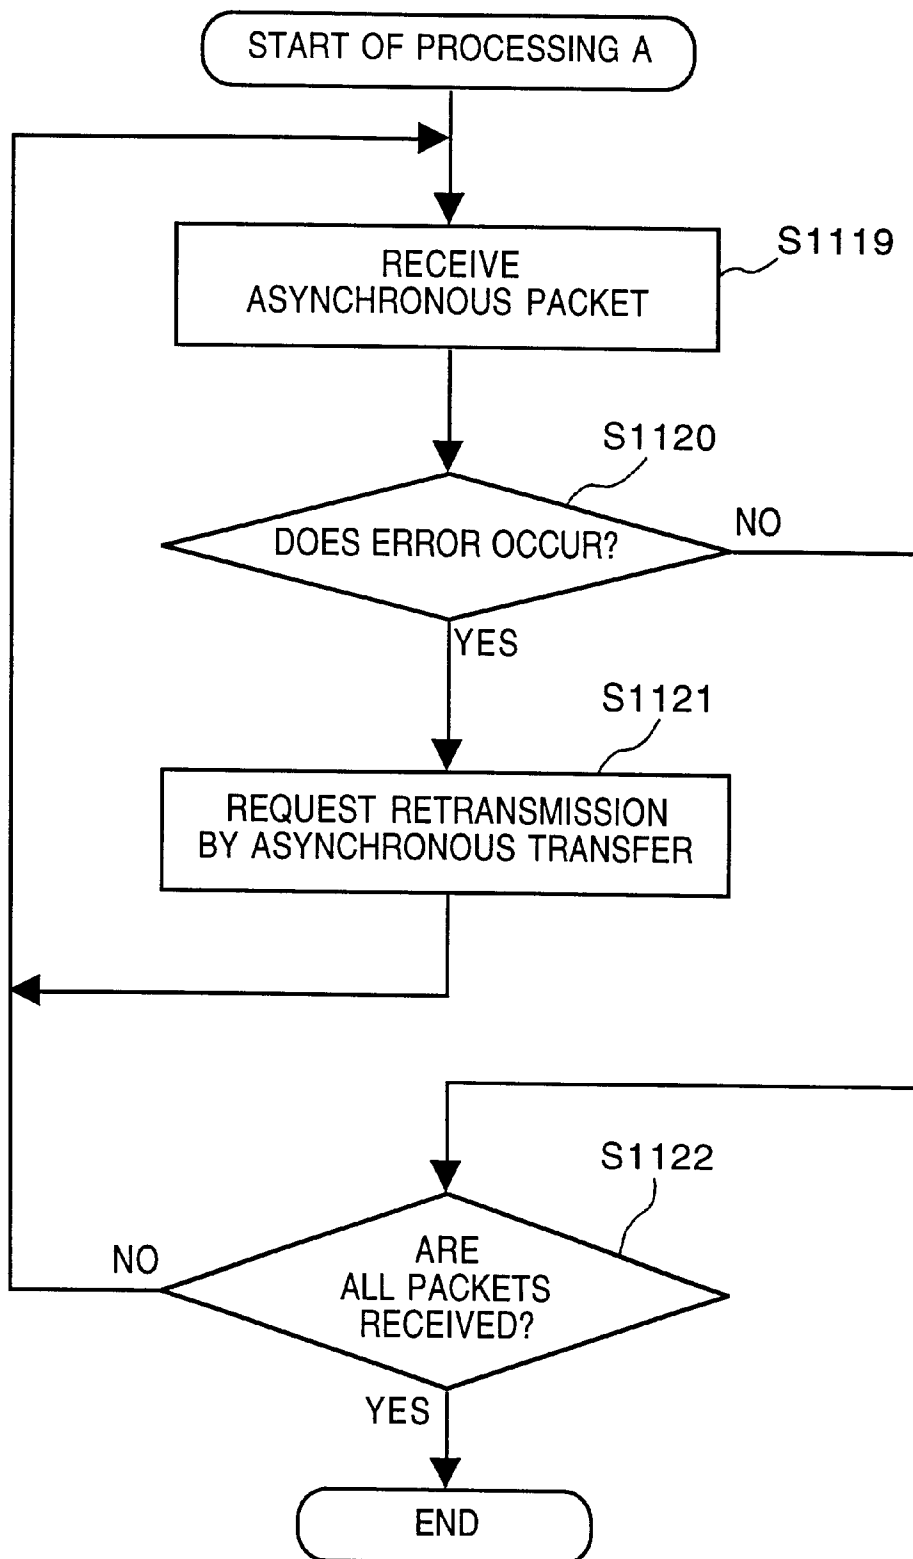 START OF PROCESSING A
RECEIVE
ASYNCHRONOUS PACKET
S1119
S1120
DOES ERROR OCCUR?
NO
YES
S1121
REQUEST RETRANSMISSION
BY ASYNCHRONOUS TRANSFER
S1122
ARE
ALL PACKETS
RECEIVED?
NO
YES
END